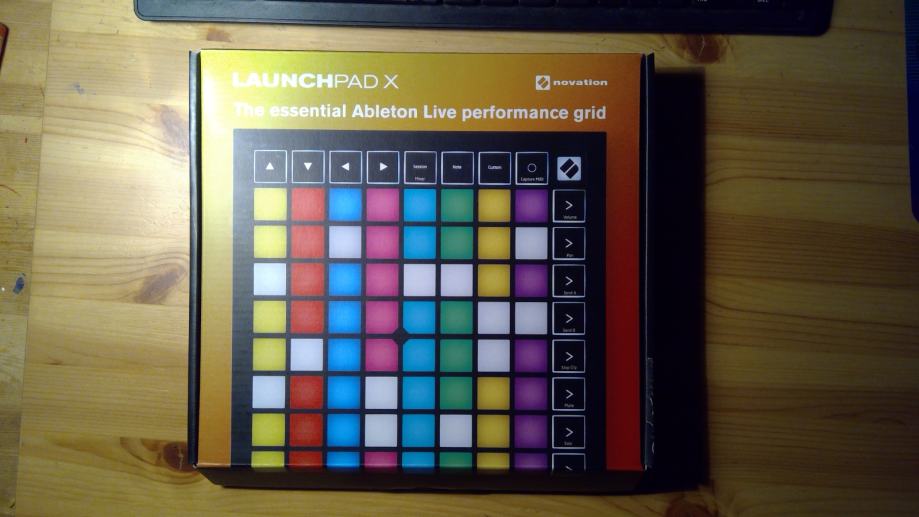 LAUNCHPAD X
novation
The essential Ableton Live performance grid
Session
Mixer
Note
Custom
Capture MIDI
Volume
Pan
Send A
Send B
Stop Clip
Mute
Solo